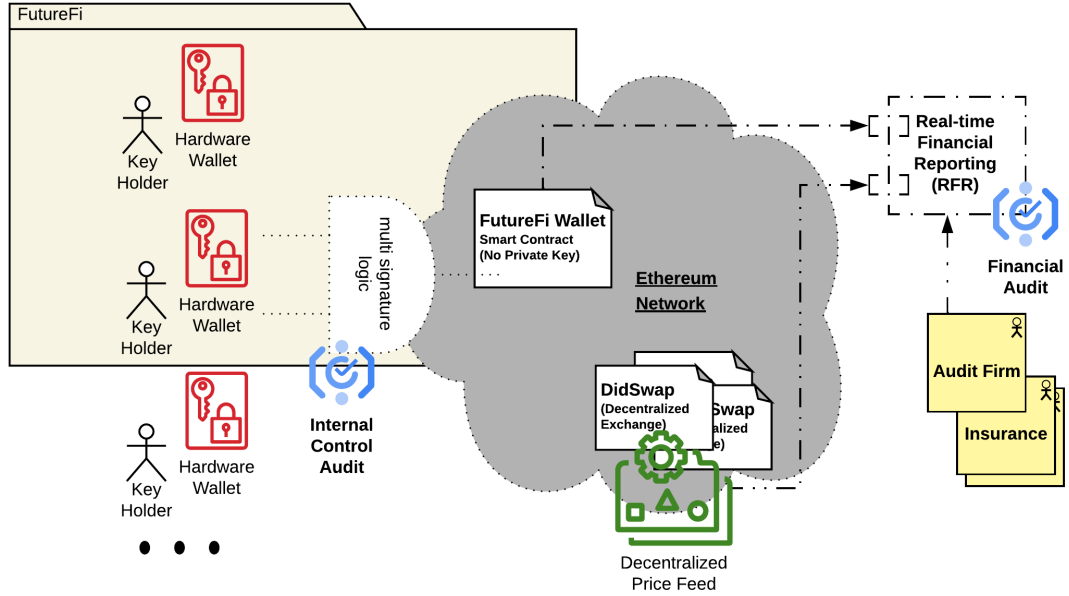 FutureFi
Hardware
Wallet
Key
Holder
Hardware
Wallet
Key
Holder
Hardware
Wallet
Key
Holder
multi signature
logic
Internal
Control
Audit
FutureFi Wallet
Smart Contract
(No Private Key)
Ethereum
Network
DidSwap
(Decentralized
Exchange)
Swap
alized
e)
Decentralized
Price Feed
Real-time
Financial
Reporting
(RFR)
Financial
Audit
Audit Firm
Insurance